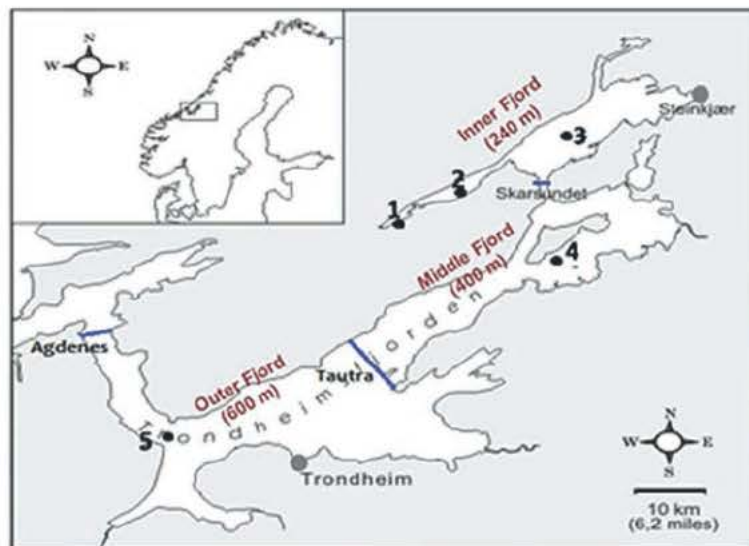 N
W E
S
Inner Fjord
(240 m)
Steinkjær
3
2
Skarnsundet
1
Middle Fjord
(400 m)
4
Agdenes
Outer Fjord
(600 m)
Tautra
Trondheimsfjorden
5
Trondheim
N
W E
S
10 km
(6,2 miles)